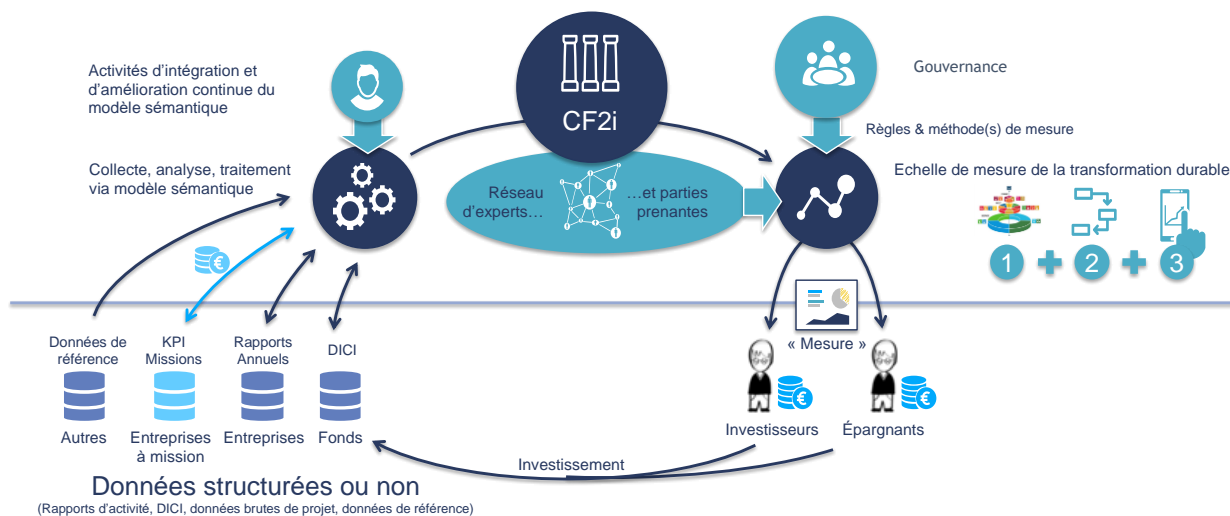 Activités d'intégration et
d'amélioration continue du
modèle sémantique
CF2i
Gouvernance
Règles & méthode(s) de mesure
Collecte, analyse, traitement
via modèle sémantique
Réseau
d'experts…
…et parties
prenantes
Echelle de mesure de la transformation durable
1
2
3
€
Données de
référence
KPI
Missions
Rapports
Annuels
DICI
« Mesure »
Autres
Entreprises
à mission
Entreprises
Fonds
€
€
Investisseurs
Épargnants
Investissement
Données structurées ou non
(Rapports d'activité, DICI, données brutes de projet, données de référence)